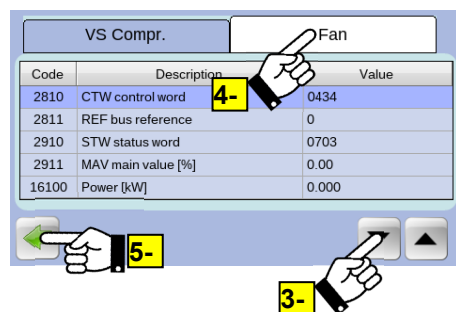 VS Compr. Fan
Code Description Value
2810 CTW control word 0434
2811 REF bus reference 0
2910 STW status word 0703
2911 MAV main value [%] 0.00
16100 Power [kW] 0.000
4-
5-
3-